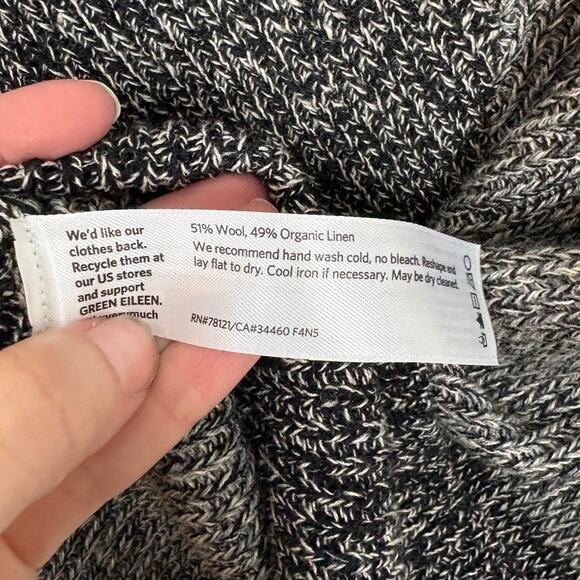 We'd like our
clothes back.
Recycle them at
our US stores
and support
GREEN EILEEN.
51% Wool, 49% Organic Linen
We recommend hand wash cold, no bleach. Reshape and
lay flat to dry. Cool iron if necessary. May be dry cleaned.
RN#78121/CA#34460 F4N5